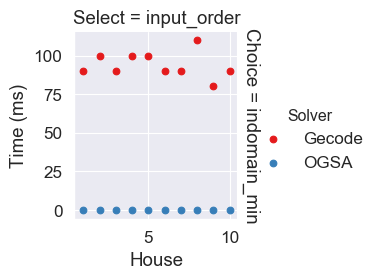 Select = input_order
Choice = indomain_min
Time (ms)
100
75
50
25
0
5
10
House
Solver
Gecode
OGSA